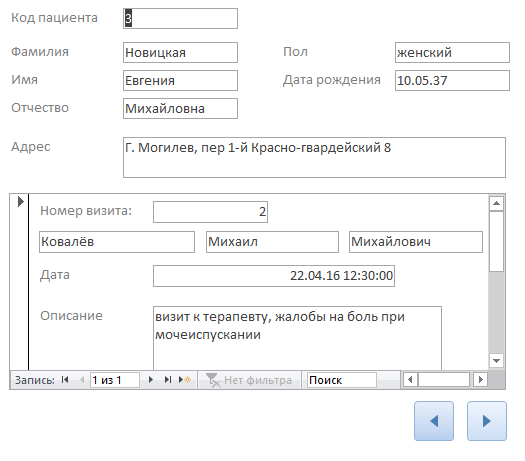 Код пациента 3
Фамилия Новицкая Пол женский
Имя Евгения Дата рождения 10.05.37
Отчество Михайловна
Адрес Г. Могилев, пер 1-й Красно-гвардейский 8
Номер визита: 2
Ковалёв Михаил Михайлович
Дата 22.04.16 12:30:00
Описание визит к терапевту, жалобы на боль при
мочеиспускании
Запись: 1 из 1 Нет фильтра Поиск